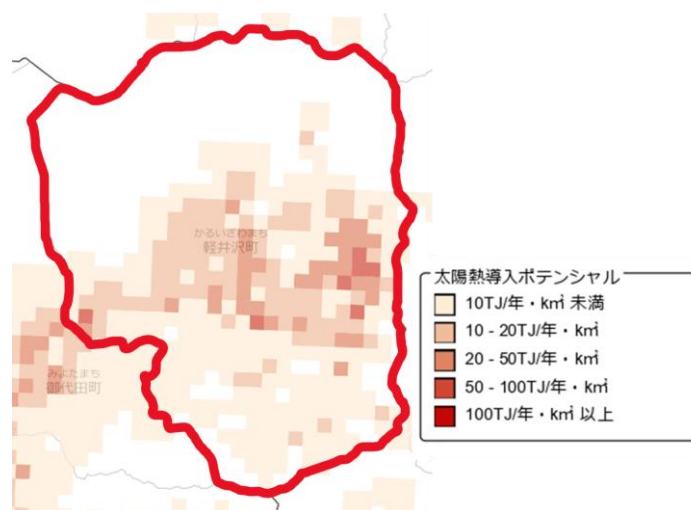 かるいざわまち
軽井沢町
みよたまち
御代田町
太陽熱導入ポテンシャル
10TJ/年・k㎡ 未満
10 - 20TJ/年・k㎡
20 - 50TJ/年・k㎡
50 - 100TJ/年・k㎡
100TJ/年・k㎡ 以上